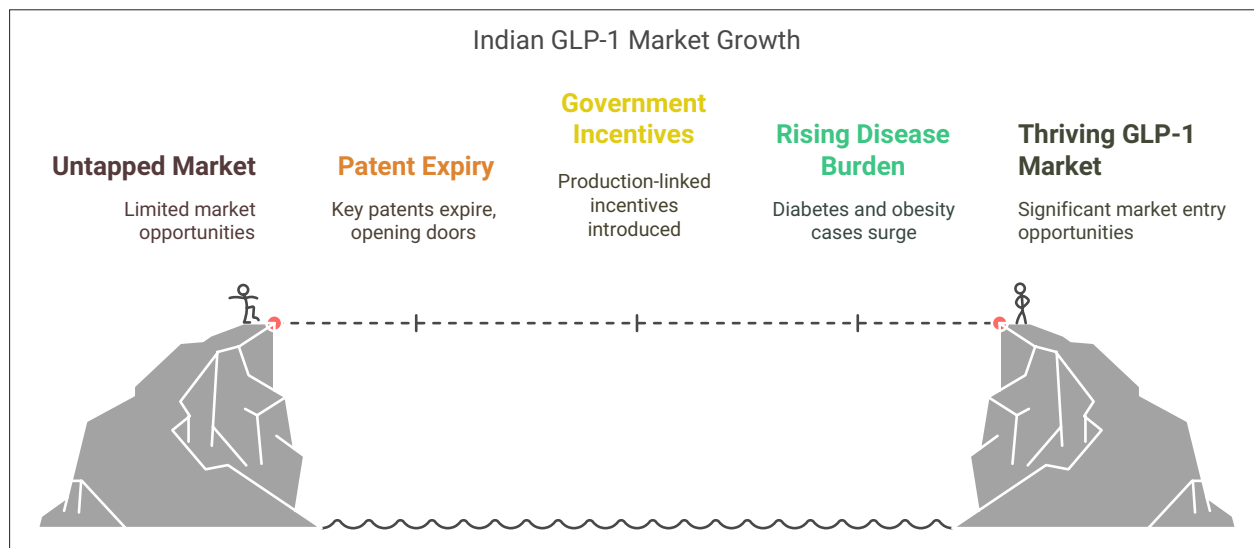 Indian GLP-1 Market Growth
Untapped Market
Limited market
opportunities
Patent Expiry
Key patents expire,
opening doors
Government
Incentives
Production-linked
incentives
introduced
Rising Disease
Burden
Diabetes and obesity
cases surge
Thriving GLP-1
Market
Significant market entry
opportunities